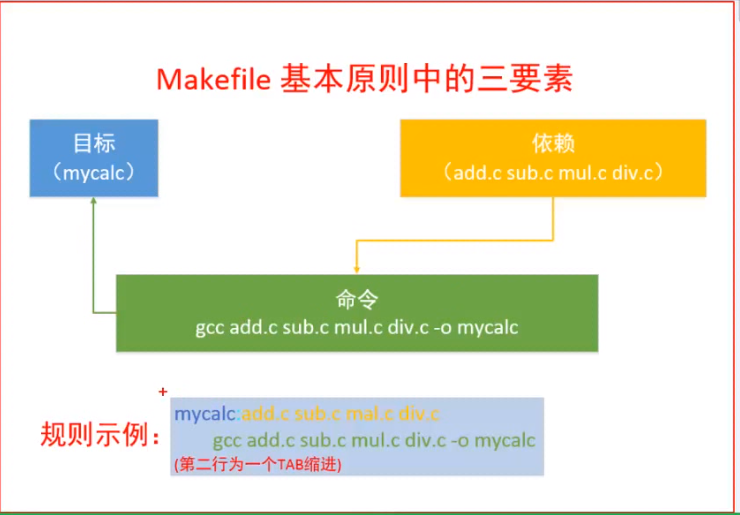 Makefile 基本原则中的三要素
目标
（mycalc）
依赖
（add.c sub.c mul.c div.c）
命令
gcc add.c sub.c mul.c div.c -o mycalc
规则示例：
mycalc:add.c sub.c mal.c div.c
gcc add.c sub.c mul.c div.c -o mycalc
(第二行为一个TAB缩进)